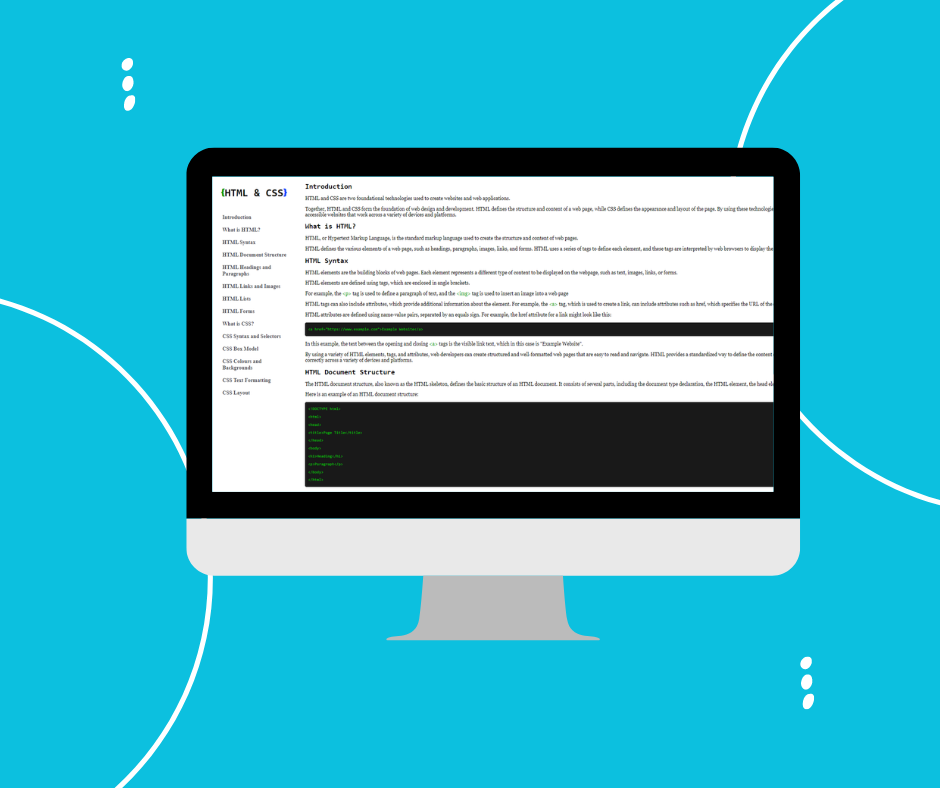 {HTML & CSS}
Introduction
What is HTML?
HTML Syntax
HTML Document Structure
HTML Headings and
Paragraphs
HTML Links and Images
HTML Lists
HTML Forms
What is CSS?
CSS Syntax and Selectors
CSS Box Model
CSS Colours and
Backgrounds
CSS Text Formatting
CSS Layout
Introduction
HTML and CSS are two foundational technologies used to create websites and web applications.
Together, HTML and CSS form the foundation of web design and development. HTML defines the structure and content of a web page, while CSS defines the appearance and layout of the page. By using these technologie
accessible websites that work across a variety of devices and platforms.
What is HTML?
HTML, or Hypertext Markup Language, is the standard markup language used to create the structure and content of web pages.
HTML defines the various elements of a web page, such as headings, paragraphs, images, links, and forms. HTML uses a series of tags to define each element, and these tags are interpreted by web browsers to display the
HTML Syntax
HTML elements are the building blocks of web pages. Each element represents a different type of content to be displayed on the webpage, such as text, images, links, or forms.
HTML elements are defined using tags, which are enclosed in angle brackets.
For example, the <p> tag is used to define a paragraph of text, and the <img> tag is used to insert an image into a web page
HTML tags can also include attributes, which provide additional information about the element. For example, the <a> tag, which is used to create a link, can include attributes such as href, which specifies the URL of the
HTML attributes are defined using name-value pairs, separated by an equals sign. For example, the href attribute for a link might look like this:
<a href="https://www.example.com">Example Website</a>
In this example, the text between the opening and closing <a> tags is the visible link text, which in this case is "Example Website".
By using a variety of HTML elements, tags, and attributes, web developers can create structured and well-formatted web pages that are easy to read and navigate. HTML provides a standardized way to define the content
correctly across a variety of devices and platforms.
HTML Document Structure
The HTML document structure, also known as the HTML skeleton, defines the basic structure of an HTML document. It consists of several parts, including the document type declaration, the HTML element, the head el
Here is an example of an HTML document structure:
<!DOCTYPE html>
<html>
<head>
<title>Page Title</title>
</head>
<body>
<h1>Heading</h1>
<p>Paragraph</p>
</body>
</html>